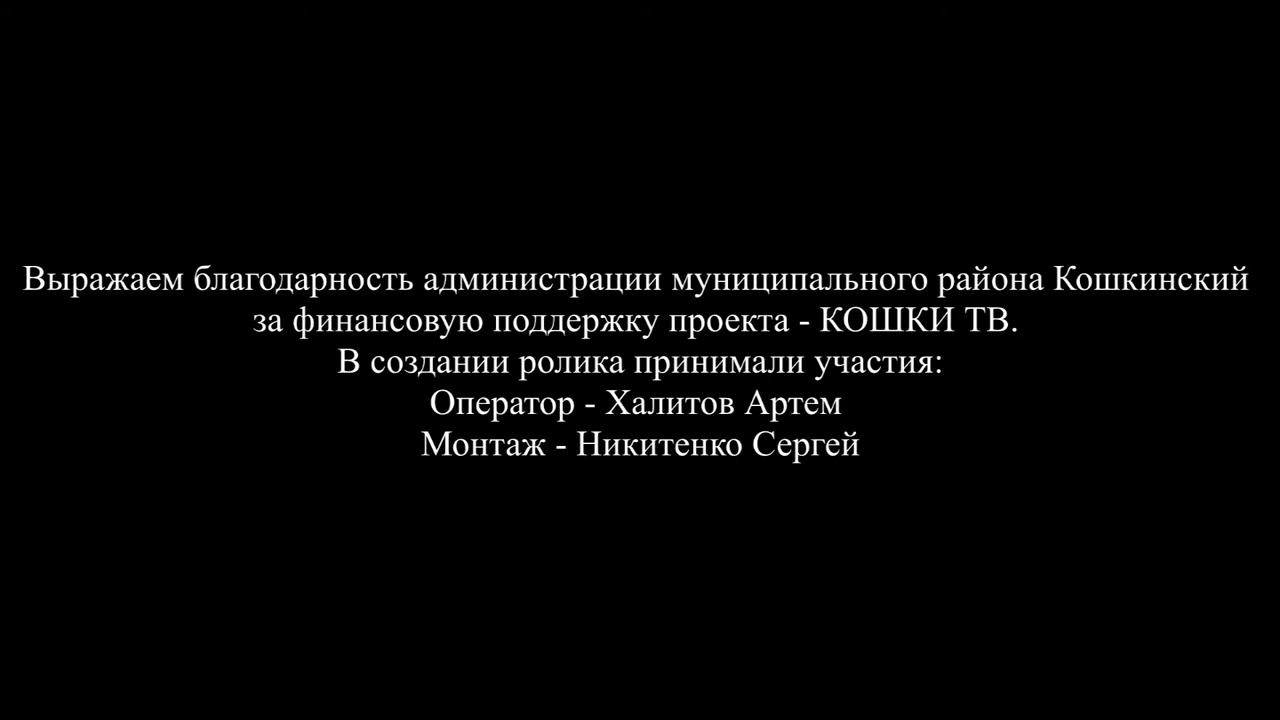 Выражаем благодарность администрации муниципального района Кошкинский
за финансовую поддержку проекта - КОШКИ ТВ.
В создании ролика принимали участия:
Оператор - Халитов Артем
Монтаж - Никитенко Сергей